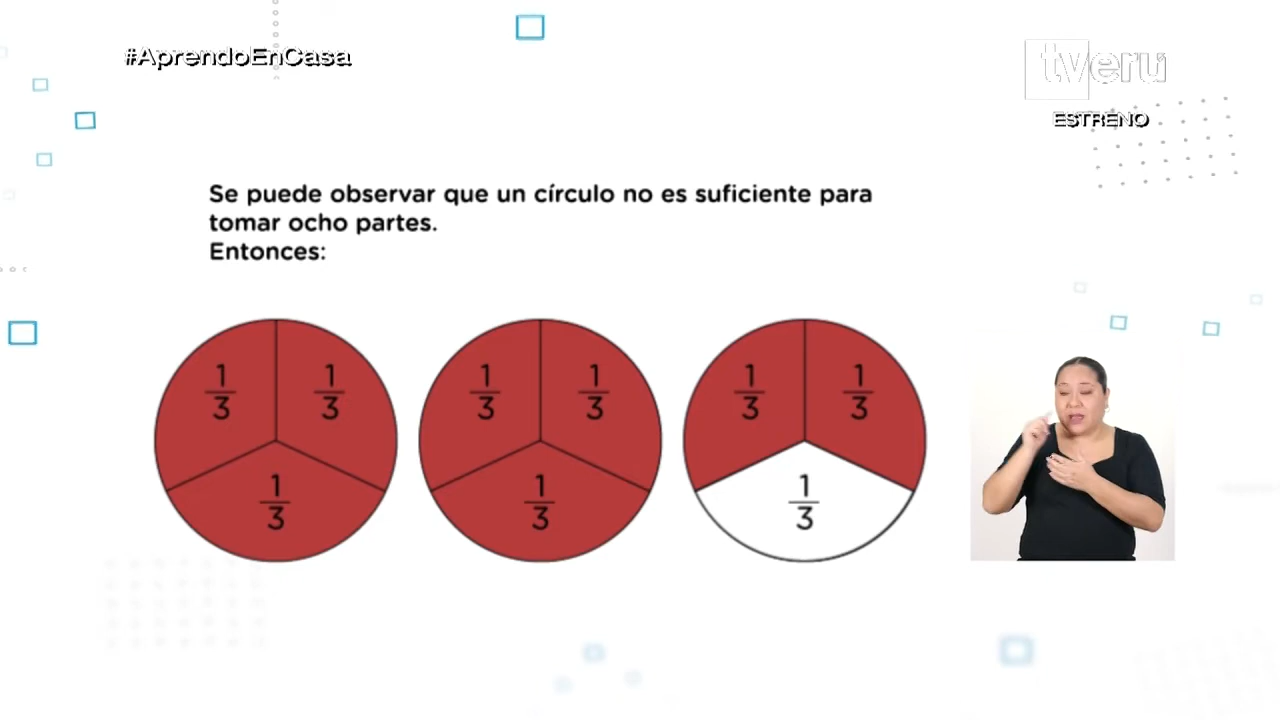 #AprendoEnCasa
tvPerú
ESTRENO
Se puede observar que un círculo no es suficiente para
tomar ocho partes.
Entonces:
1/3 1/3 1/3 1/3 1/3 1/3
1/3 1/3 1/3